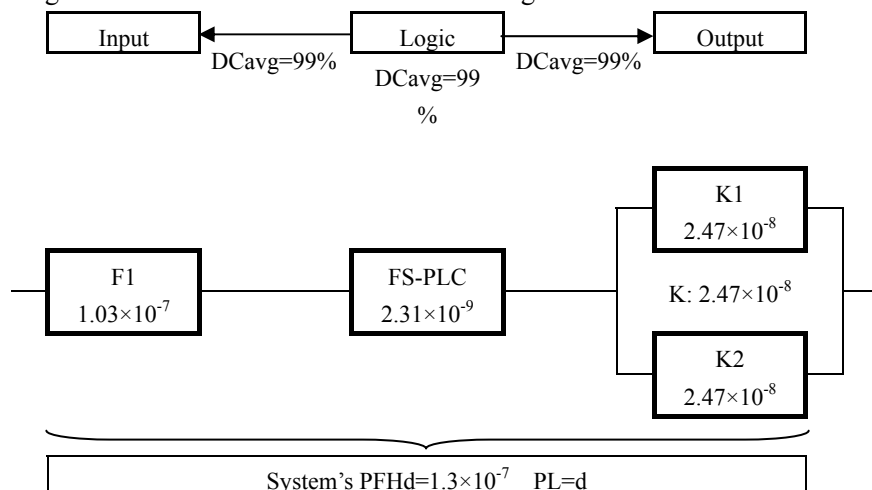 Input
Logic
Output
DCavg=99%
DCavg=99
%
DCavg=99%
F1
1.03×10-7
FS-PLC
2.31×10-9
K1
2.47×10-8
K: 2.47×10-8
K2
2.47×10-8
System's PFHd=1.3×10-7 PL=d